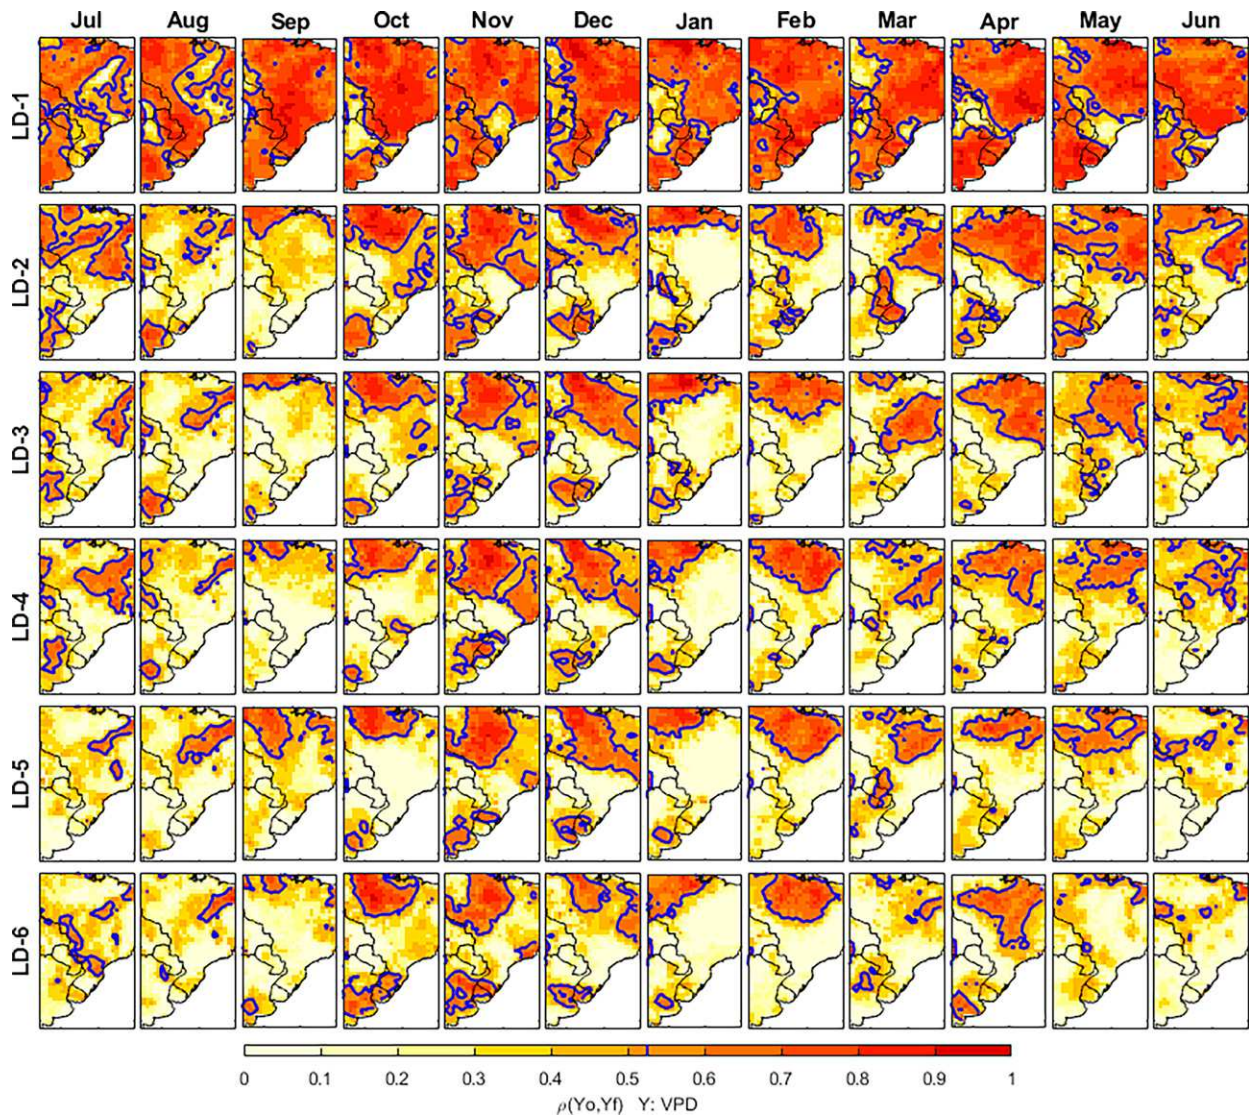 Jul Aug Sep Oct Nov Dec Jan Feb Mar Apr May Jun
LD-1
LD-2
LD-3
LD-4
LD-5
LD-6
0 0.1 0.2 0.3 0.4 0.5 0.6 0.7 0.8 0.9 1
ρ(Yo,Yf) Y: VPD